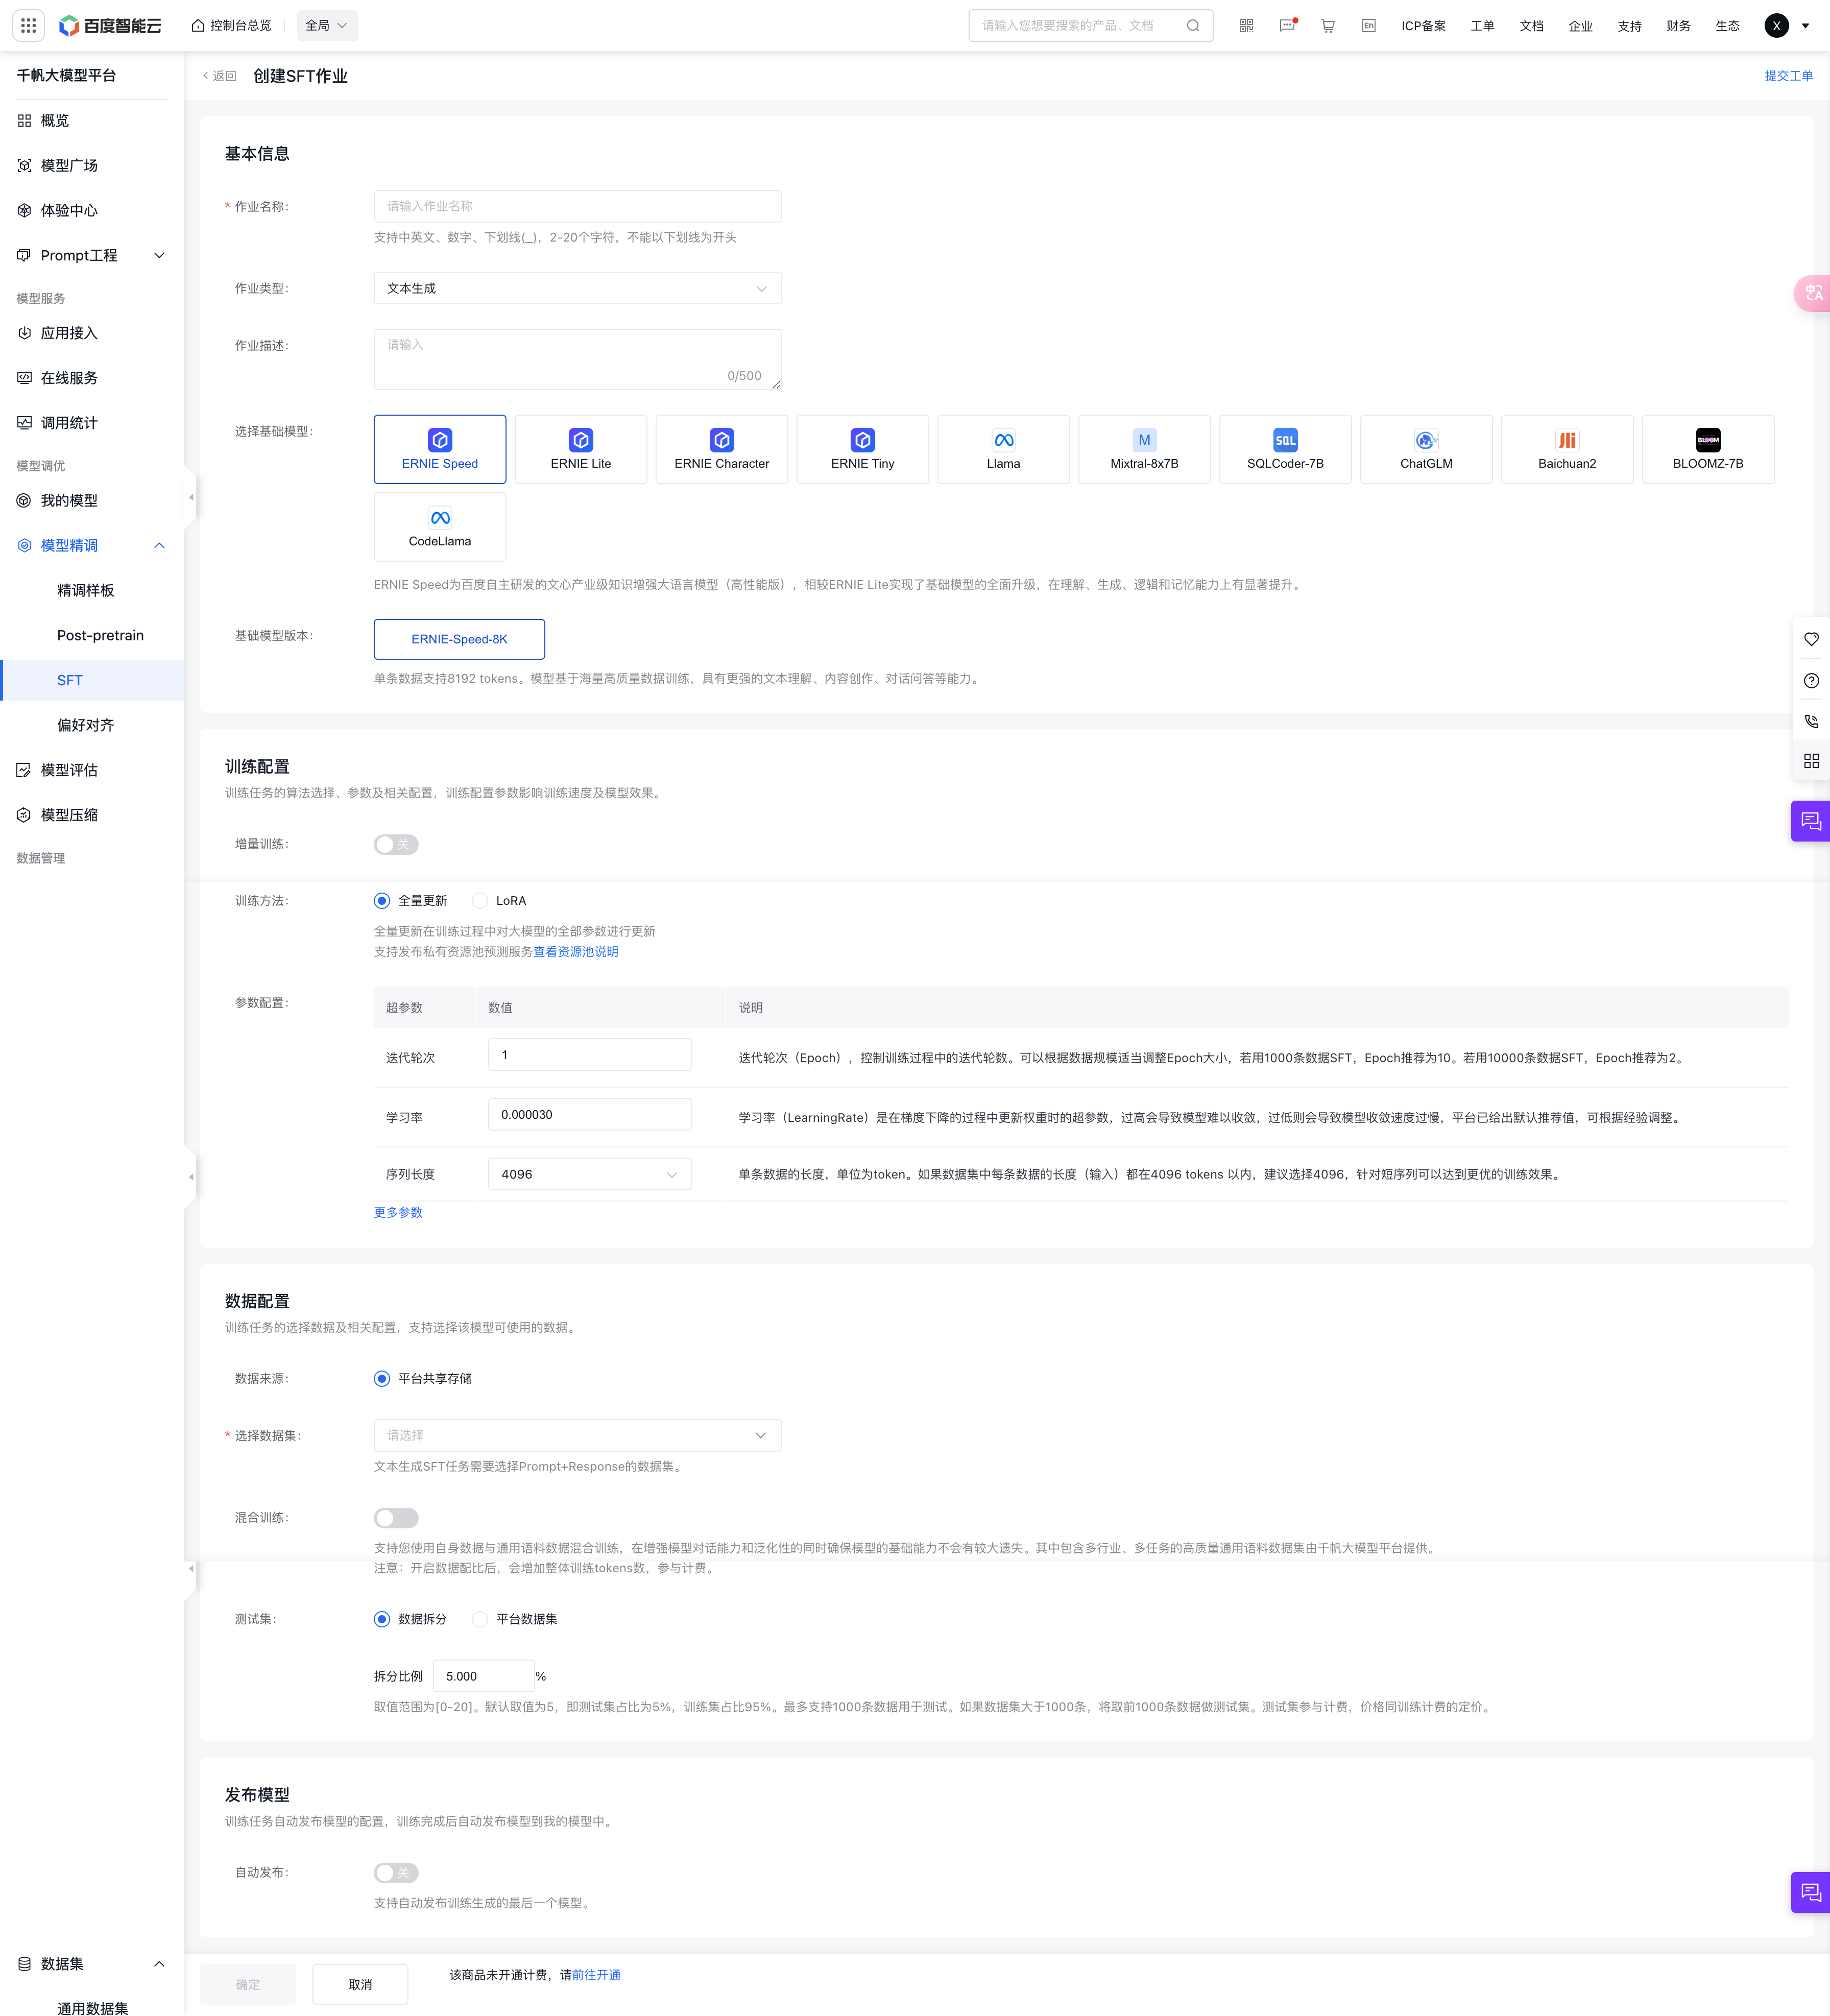 百度智能云
控制台总览
全局
请输入您想要搜索的产品、文档
En
ICP备案
工单
文档
企业
支持
财务
生态
X
千帆大模型平台
概览
模型广场
体验中心
Prompt工程
模型服务
应用接入
在线服务
调用统计
模型调优
我的模型
模型精调
精调样板
Post-pretrain
SFT
偏好对齐
模型评估
模型压缩
数据管理
数据集
通用数据集
返回
创建SFT作业
提交工单
基本信息
* 作业名称:
请输入作业名称
支持中英文、数字、下划线(_)，2-20个字符，不能以下划线为开头
作业类型:
文本生成
作业描述:
请输入
0/500
选择基础模型:
ERNIE Speed
ERNIE Lite
ERNIE Character
ERNIE Tiny
Llama
M
Mixtral-8x7B
SQL
SQLCoder-7B
ChatGLM
Baichuan2
BLOOM
BLOOMZ-7B
CodeLlama
ERNIE Speed为百度自主研发的文心产业级知识增强大语言模型（高性能版），相较ERNIE Lite实现了基础模型的全面升级，在理解、生成、逻辑和记忆能力上有显著提升。
基础模型版本:
ERNIE-Speed-8K
单条数据支持8192 tokens。模型基于海量高质量数据训练，具有更强的文本理解、内容创作、对话问答等能力。
训练配置
训练任务的算法选择、参数及相关配置，训练配置参数影响训练速度及模型效果。
增量训练:
关
训练方法:
全量更新
LoRA
全量更新在训练过程中对大模型的全部参数进行更新
支持发布私有资源池预测服务查看资源池说明
参数配置:
超参数
数值
说明
迭代轮次
1
迭代轮次（Epoch），控制训练过程中的迭代轮数。可以根据数据规模适当调整Epoch大小，若用1000条数据SFT，Epoch推荐为10。若用10000条数据SFT，Epoch推荐为2。
学习率
0.000030
学习率（LearningRate）是在梯度下降的过程中更新权重时的超参数，过高会导致模型难以收敛，过低则会导致模型收敛速度过慢，平台已给出默认推荐值，可根据经验调整。
序列长度
4096
单条数据的长度，单位为token。如果数据集中每条数据的长度（输入）都在4096 tokens 以内，建议选择4096，针对短序列可以达到更优的训练效果。
更多参数
数据配置
训练任务的选择数据及相关配置，支持选择该模型可使用的数据。
数据来源:
平台共享存储
* 选择数据集:
请选择
文本生成SFT任务需要选择Prompt+Response的数据集。
混合训练:
支持您使用自身数据与通用语料数据混合训练，在增强模型对话能力和泛化性的同时确保模型的基础能力不会有较大遗失。其中包含多行业、多任务的高质量通用语料数据集由千帆大模型平台提供。
注意：开启数据配比后，会增加整体训练tokens数，参与计费。
测试集:
数据拆分
平台数据集
拆分比例
5.000
%
取值范围为[0-20]。默认取值为5，即测试集占比为5%，训练集占比95%。最多支持1000条数据用于测试。如果数据集大于1000条，将取前1000条数据做测试集。测试集参与计费，价格同训练计费的定价。
发布模型
训练任务自动发布模型的配置，训练完成后自动发布模型到我的模型中。
自动发布:
关
支持自动发布训练生成的最后一个模型。
确定
取消
该商品未开通计费，请前往开通